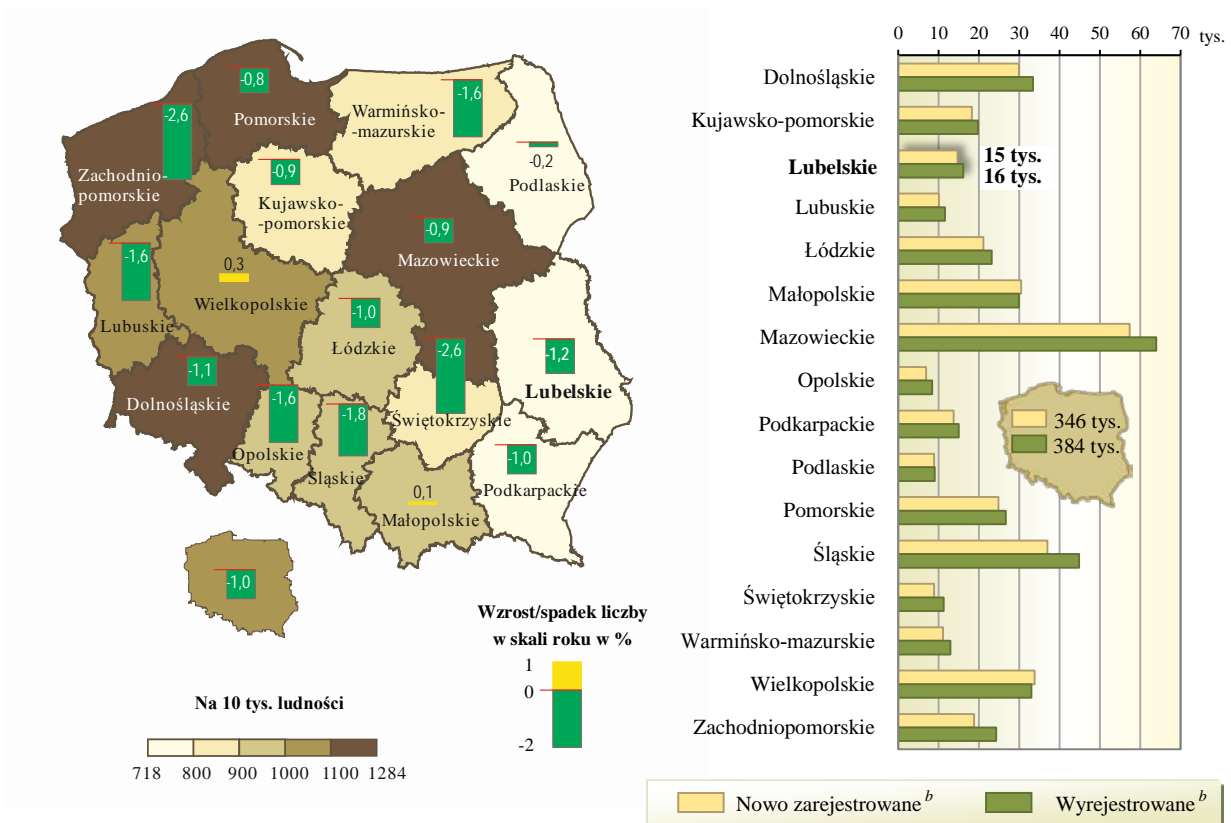 -0,8
Pomorskie
-2,6
Zachodnio-
pomorskie
-1,6
Warmińsko-
-mazurskie
-0,2
Podlaskie
-0,9
Kujawsko-
-pomorskie
-0,9
Mazowieckie
-1,6
Lubuskie
0,3
Wielkopolskie
-1,0
Łódzkie
-1,2
Lubelskie
-1,1
Dolnośląskie
-1,6
Opolskie
-1,8
Śląskie
-2,6
Świętokrzyskie
-1,0
Podkarpackie
0,1
Małopolskie
-1,0
Wzrost/spadek liczby
w skali roku w %
1
0
-2
Na 10 tys. ludności
718 800 900 1000 1100 1284
0 10 20 30 40 50 60 70 tys.
Dolnośląskie
Kujawsko-pomorskie
Lubelskie
15 tys.
16 tys.
Lubuskie
Łódzkie
Małopolskie
Mazowieckie
Opolskie
Podkarpackie
346 tys.
384 tys.
Podlaskie
Pomorskie
Śląskie
Świętokrzyskie
Warmińsko-mazurskie
Wielkopolskie
Zachodniopomorskie
Nowo zarejestrowane b Wyrejestrowane b